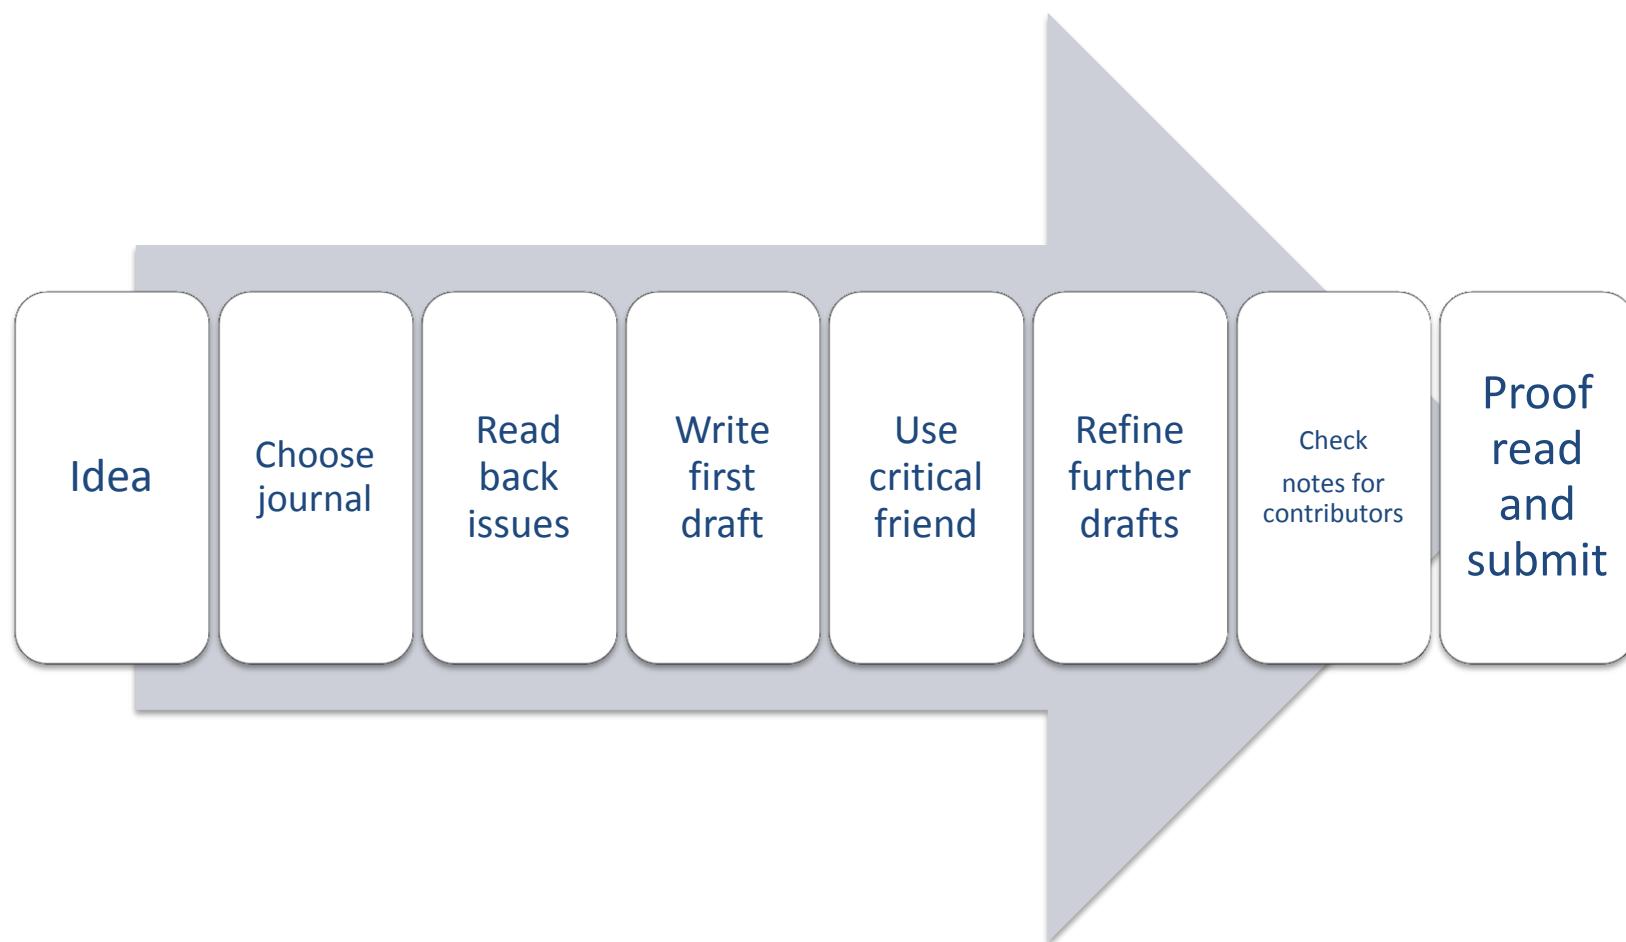 Idea
Choose
journal
Read
back
issues
Write
first
draft
Use
critical
friend
Refine
further
drafts
Check
notes for
contributors
Proof
read
and
submit